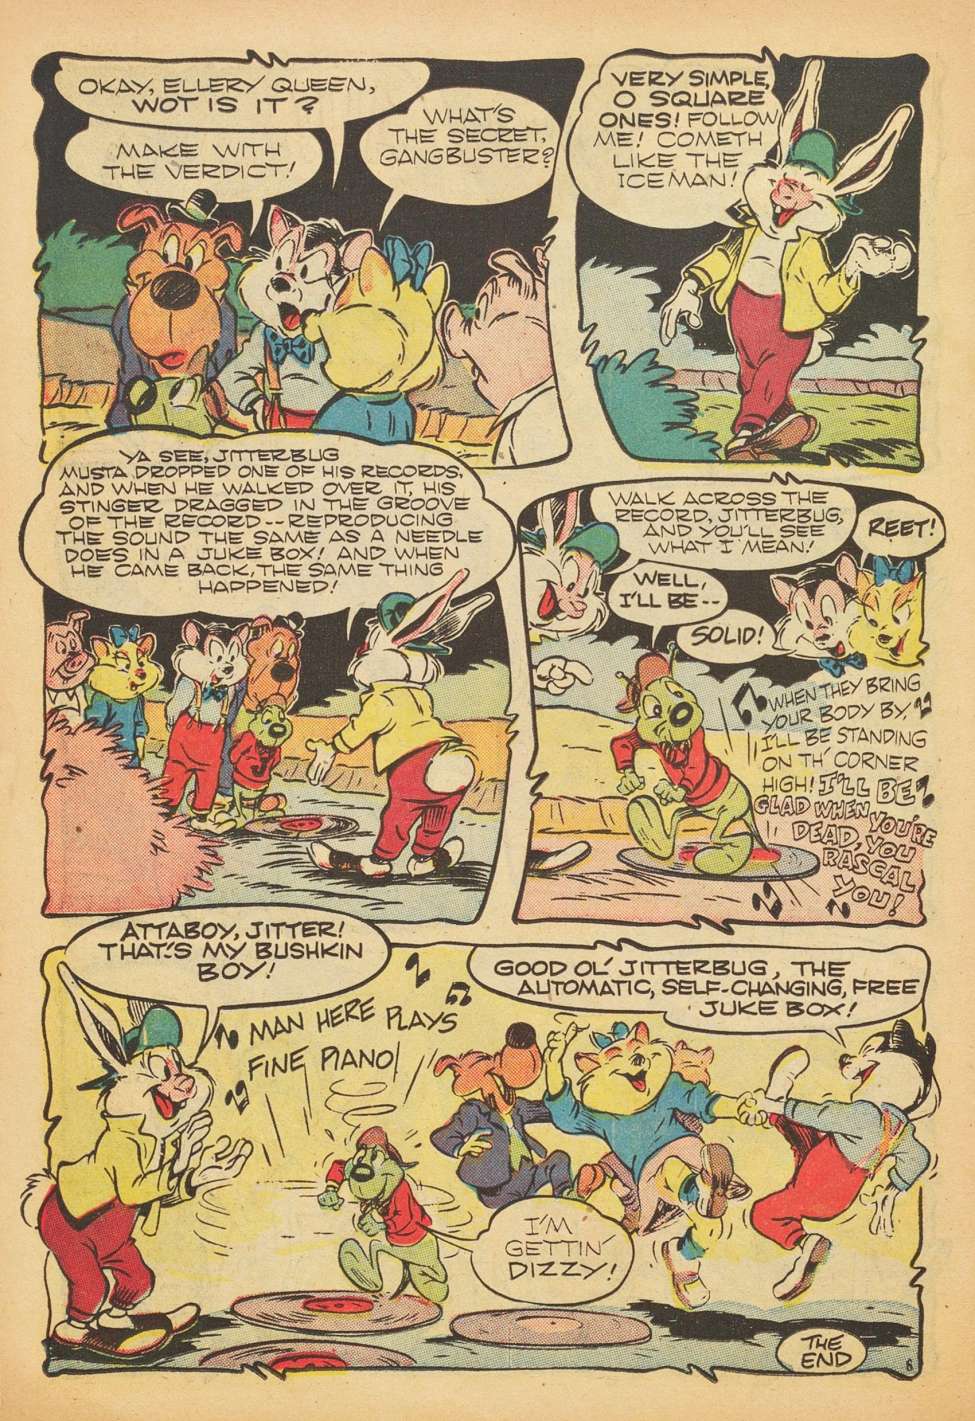 OKAY, ELLERY QUEEN,
WOT IS IT?
MAKE WITH
THE VERDICT!
WHAT'S
THE SECRET,
GANGBUSTER?
VERY SIMPLE,
O SQUARE
ONES! FOLLOW
ME! COMETH
LIKE THE
ICEMAN!
YA SEE, JITTERBUG
MUSTA DROPPED ONE OF HIS RECORDS,
AND WHEN HE WALKED OVER IT, HIS
STINGER DRAGGED IN THE GROOVE
OF THE RECORD -- REPRODUCING
THE SOUND THE SAME AS A NEEDLE
DOES IN A JUKE BOX! AND WHEN
HE CAME BACK, THE SAME THING
HAPPENED!
WALK ACROSS THE
RECORD, JITTERBUG,
AND YOU'LL SEE
WHAT I MEAN!
REET!
WELL,
I'LL BE--
SOLID!
WHEN THEY BRING
YOUR BODY BY,
I'LL BE STANDING
ON TH' CORNER
HIGH! I'LL BE
GLAD WHEN YOU'RE
DEAD, YOU
RASCAL
YOU!
ATTABOY, JITTER!
THAT'S MY BUSHKIN
BOY!
MAN HERE PLAYS
FINE PIANO!
GOOD OL' JITTERBUG, THE
AUTOMATIC, SELF-CHANGING, FREE
JUKE BOX!
I'M
GETTIN'
DIZZY!
THE
END
8